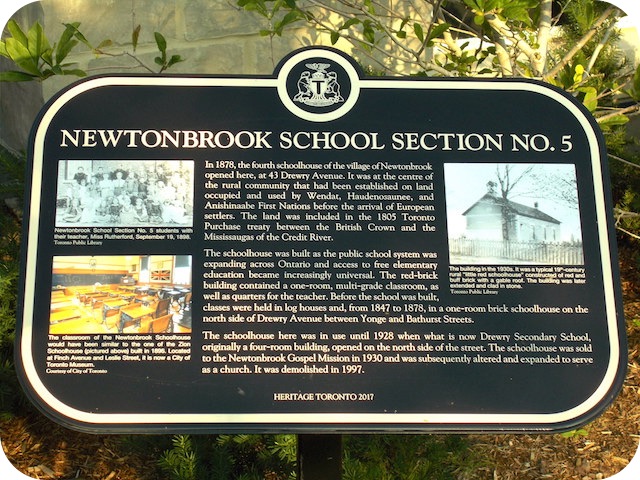 NEWTONBROOK SCHOOL SECTION NO. 5
In 1878, the fourth schoolhouse of the village of Newtonbrook
opened here, at 43 Drewry Avenue. It was at the centre of
the rural community that had been established on land
occupied and used by Wendat, Haudenosaunee, and
Anishinaabe First Nations before the arrival of European
settlers. The land was included in the 1805 Toronto
Purchase treaty between the British Crown and the
Mississaugas of the Credit River.
The schoolhouse was built as the public school system was
expanding across Ontario and access to free elementary
education became increasingly universal. The red-brick
building contained a one-room, multi-grade classroom, as
well as quarters for the teacher. Before the school was built,
classes were held in log houses and, from 1847 to 1878, in a one-room brick schoolhouse on the
north side of Drewry Avenue between Yonge and Bathurst Streets.
The schoolhouse here was in use until 1928 when what is now Drewry Secondary School,
originally a four-room building, opened on the north side of the street. The schoolhouse was sold
to the Newtonbrook Gospel Mission in 1930 and was subsequently altered and expanded to serve
as a church. It was demolished in 1997.
Newtonbrook School Section No. 5 students with
their teacher, Miss Rutherford, September 19, 1898.
Toronto Public Library
The classroom of the Newtonbrook Schoolhouse
would have been similar to the one of the Zion
Schoolhouse (pictured above) built in 1896. Located
at Finch Avenue and Leslie Street, it is now a City of
Toronto Museum.
Courtesy of City of Toronto
The building in the 1930s. It was a typical 19th-century
rural "little red schoolhouse" constructed of red and
buff brick with a gable roof. The building was later
extended and clad in stone.
Toronto Public Library
HERITAGE TORONTO 2017